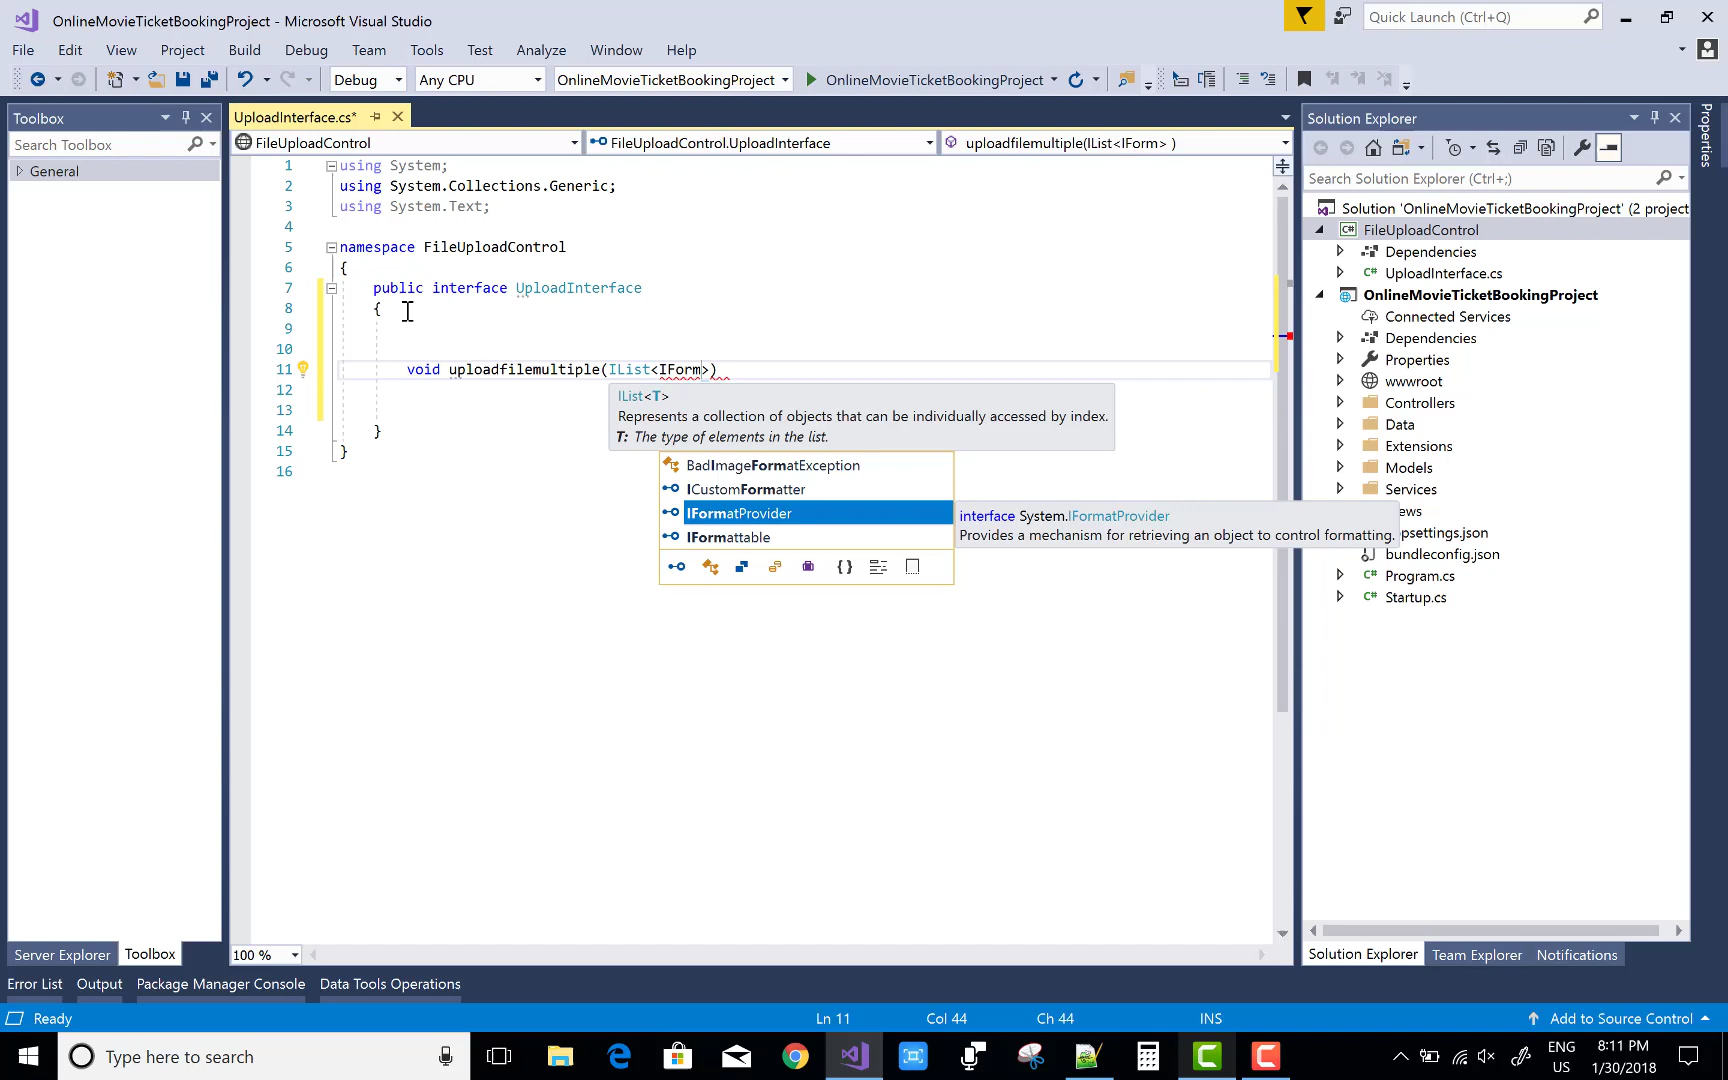 OnlineMovieTicketBookingProject - Microsoft Visual Studio
Quick Launch (Ctrl+Q)
File Edit View Project Build Debug Team Tools Test Analyze Window Help
Debug Any CPU OnlineMovieTicketBookingProject OnlineMovieTicketBookingProject
Toolbox
Search Toolbox
General
UploadInterface.cs*
FileUploadControl FileUploadControl.UploadInterface uploadfilemultiple(IList<IForm> )
1 using System;
2 using System.Collections.Generic;
3 using System.Text;
4
5 namespace FileUploadControl
6 {
7 public interface UploadInterface
8 {
9
10
11 void uploadfilemultiple(IList<IForm>)
12
13
14 }
15 }
16
IList<T>
Represents a collection of objects that can be individually accessed by index.
T: The type of elements in the list.
BadImageFormatException
ICustomFormatter
IFormatProvider
IFormattable
interface System.IFormatProvider
Provides a mechanism for retrieving an object to control formatting.
100 %
Solution Explorer
Search Solution Explorer (Ctrl+;)
Solution 'OnlineMovieTicketBookingProject' (2 project
FileUploadControl
Dependencies
UploadInterface.cs
OnlineMovieTicketBookingProject
Connected Services
Dependencies
Properties
wwwroot
Controllers
Data
Extensions
Models
Services
ews
ppsettings.json
bundleconfig.json
Program.cs
Startup.cs
Properties
Solution Explorer Team Explorer Notifications
Server Explorer Toolbox
Error List Output Package Manager Console Data Tools Operations
Ready Ln 11 Col 44 Ch 44 INS Add to Source Control
Type here to search
ENG
US
8:11 PM
1/30/2018